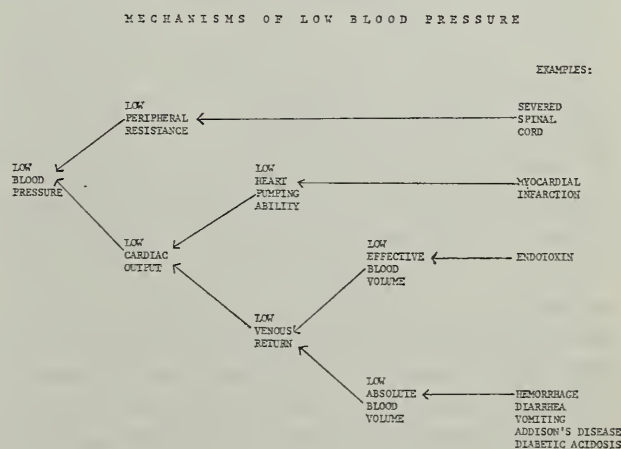 MECHANISMS OF LOW BLOOD PRESSURE
EXAMPLES:
LOW
PERIPHERAL
RESISTANCE
SEVERED
SPINAL
CORD
LOW
BLOOD
PRESSURE
LOW
HEART
PUMPING
ABILITY
MYOCARDIAL
INFARCTION
LOW
CARDIAC
OUTPUT
LOW
EFFECTIVE
BLOOD
VOLUME
ENDOTOXIN
LOW
VENOUS
RETURN
LOW
ABSOLUTE
BLOOD
VOLUME
HEMORRHAGE
DIARRHEA
VOMITING
ADDISON'S DISEASE
DIABETIC ACIDOSIS